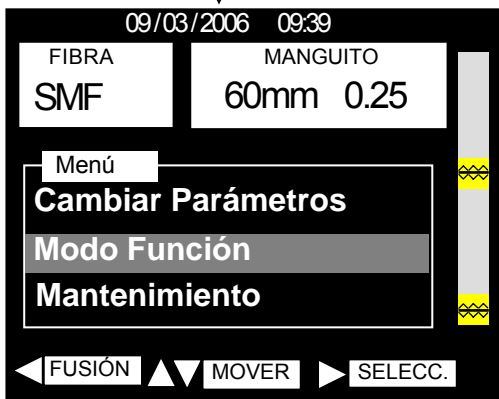 09/03/2006 09:39
FIBRA
SMF
MANGUITO
60mm 0.25
Menú
Cambiar Parámetros
Modo Función
Mantenimiento
FUSIÓN MOVER SELECC.